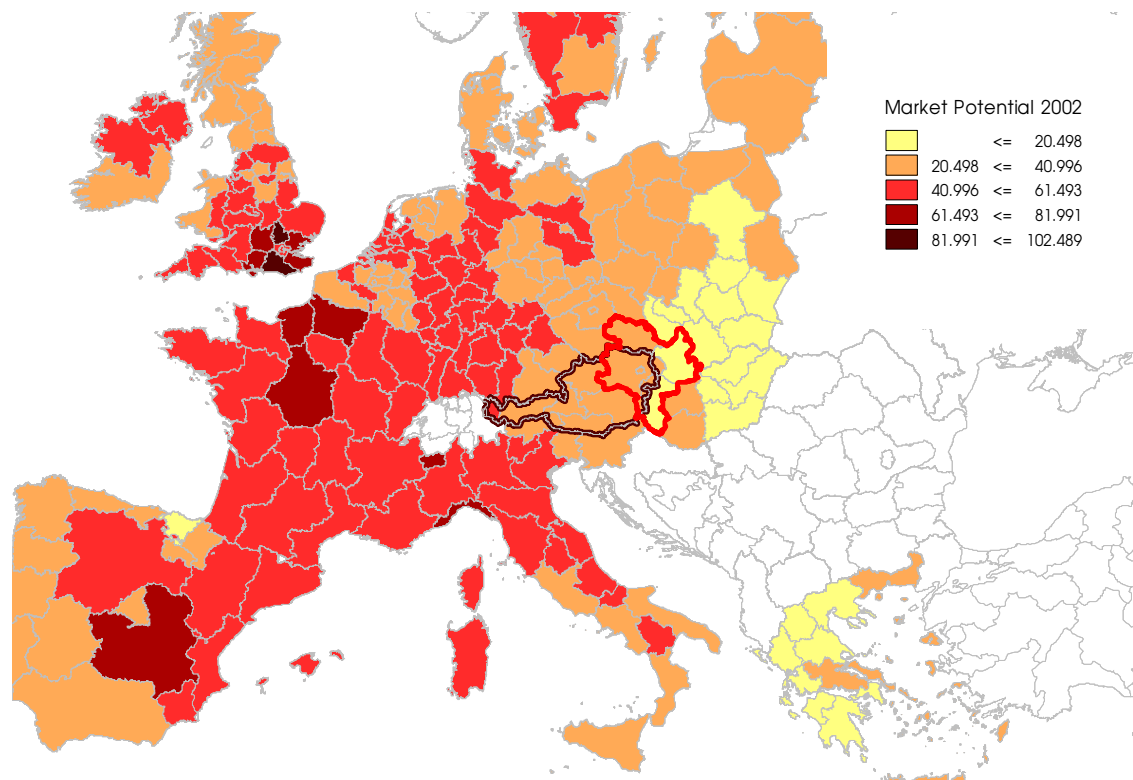 Market Potential 2002
<= 20.498
20.498 <= 40.996
40.996 <= 61.493
61.493 <= 81.991
81.991 <= 102.489